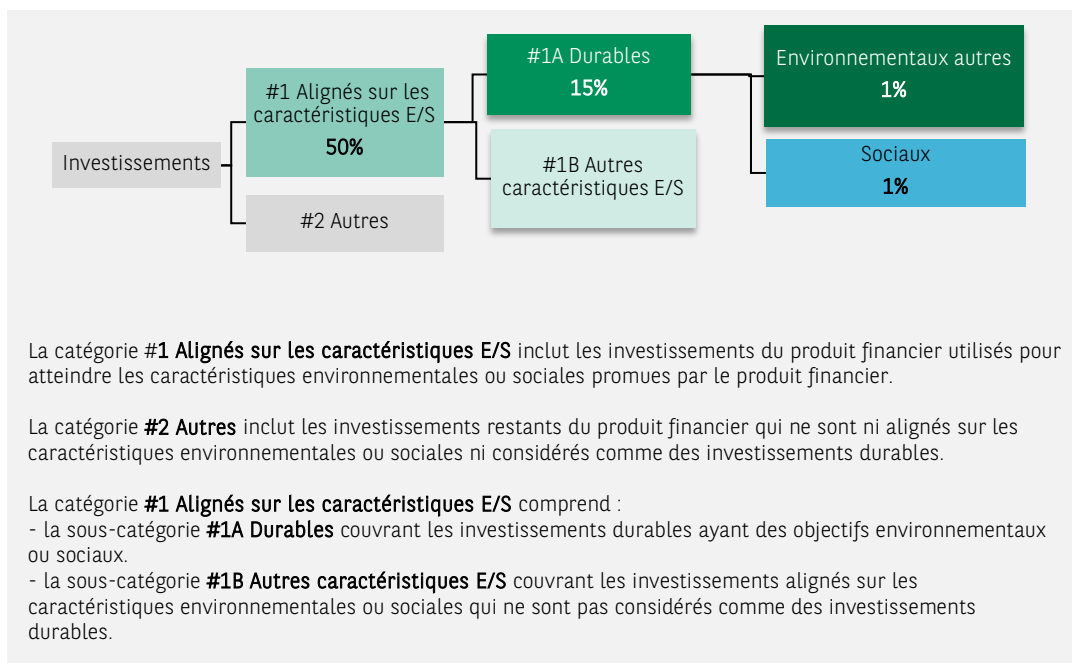 #1A Durables
15%
Environnementaux autres
1%
#1 Alignés sur les
caractéristiques E/S
50%
Investissements
#1B Autres
caractéristiques E/S
Sociaux
1%
#2 Autres
La catégorie #1 Alignés sur les caractéristiques E/S inclut les investissements du produit financier utilisés pour
atteindre les caractéristiques environnementales ou sociales promues par le produit financier.
La catégorie #2 Autres inclut les investissements restants du produit financier qui ne sont ni alignés sur les
caractéristiques environnementales ou sociales ni considérés comme des investissements durables.
La catégorie #1 Alignés sur les caractéristiques E/S comprend :
- la sous-catégorie #1A Durables couvrant les investissements durables ayant des objectifs environnementaux
ou sociaux.
- la sous-catégorie #1B Autres caractéristiques E/S couvrant les investissements alignés sur les
caractéristiques environnementales ou sociales qui ne sont pas considérés comme des investissements
durables.